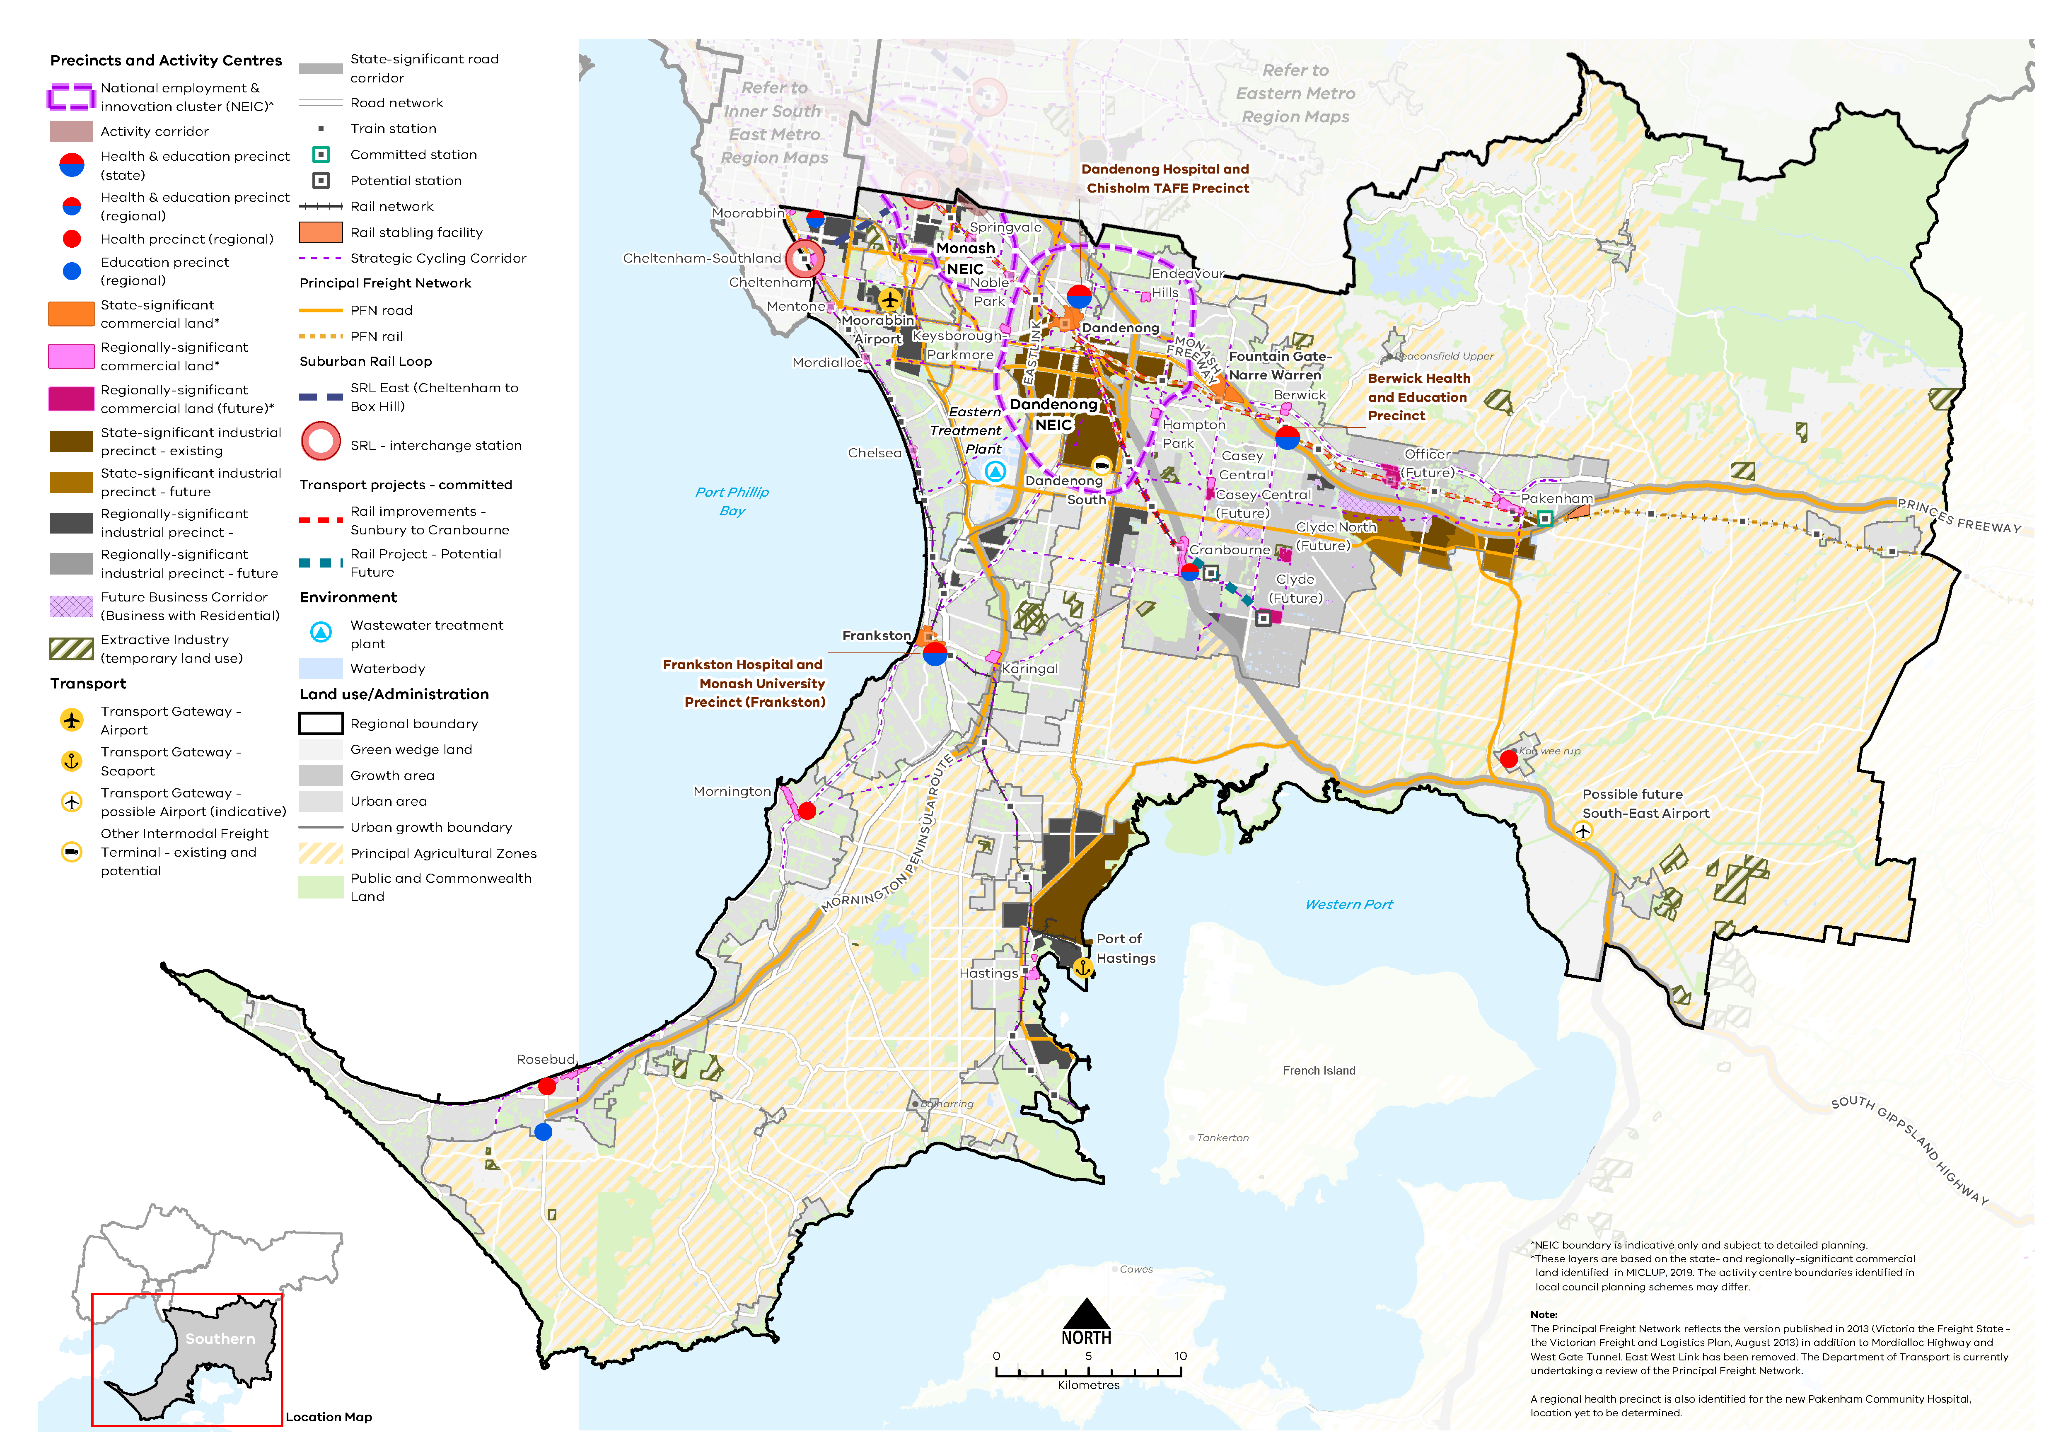 Precincts and Activity Centres
National employment &
innovation cluster (NEIC)^
Activity corridor
Health & education precinct
(state)
Health & education precinct
(regional)
Health precinct (regional)
Education precinct
(regional)
State-significant
commercial land*
Regionally-significant
commercial land*
Regionally-significant
commercial land (future)*
State-significant industrial
precinct - existing
State-significant industrial
precinct - future
Regionally-significant
industrial precinct -
Regionally-significant
industrial precinct - future
Future Business Corridor
(Business with Residential)
Extractive Industry
(temporary land use)
Transport
Transport Gateway -
Airport
Transport Gateway -
Seaport
Transport Gateway -
possible Airport (indicative)
Other Intermodal Freight
Terminal - existing and
potential
State-significant road
corridor
Road network
Train station
Committed station
Potential station
Rail network
Rail stabling facility
Strategic Cycling Corridor
Principal Freight Network
PFN road
PFN rail
Suburban Rail Loop
SRL East (Cheltenham to
Box Hill)
SRL - interchange station
Transport projects - committed
Rail improvements -
Sunbury to Cranbourne
Rail Project - Potential
Future
Environment
Wastewater treatment
plant
Waterbody
Land use/Administration
Regional boundary
Green wedge land
Growth area
Urban area
Urban growth boundary
Principal Agricultural Zones
Public and Commonwealth
Land
Refer to
Inner South
East Metro
Region Maps
Refer to
Eastern Metro
Region Maps
Dandenong Hospital and
Chisholm TAFE Precinct
Moorabbin
Springvale
Monash
NEIC
Cheltenham-Southland
Cheltenham
Noble
Park
Endeavour
Hills
Mentone
Moorabbin
Airport
Keysborough-
Parkmore
Dandenong
EASTLINK
MONASH
FREEWAY
Mordialloc
Fountain Gate-
Narre Warren
Beaconsfield Upper
Berwick Health
and Education
Precinct
Berwick
Dandenong
NEIC
Eastern
Treatment
Plant
Hampton
Park
Chelsea
Casey
Central
Officer
(Future)
Dandenong
South
Casey Central
(Future)
Pakenham
PRINCES FREEWAY
Port Phillip
Bay
Clyde North
(Future)
Cranbourne
Clyde
(Future)
Frankston
Frankston Hospital and
Monash University
Precinct (Frankston)
Karingal
Koo wee rup
Mornington
MORNINGTON PENINSULA ROUTE
Possible future
South-East Airport
Western Port
Port of
Hastings
Hastings
Rosebud
Balnarring
French Island
Tankerton
SOUTH GIPPSLAND HIGHWAY
Cowes
NORTH
0 5 10
Kilometres
Southern
Location Map
^NEIC boundary is indicative only and subject to detailed planning.
*These layers are based on the state- and regionally-significant commercial
land identified in MICLUP, 2019. The activity centre boundaries identified in
local council planning schemes may differ.
Note:
The Principal Freight Network reflects the version published in 2013 (Victoria the Freight State -
the Victorian Freight and Logistics Plan, August 2013) in addition to Mordialloc Highway and
West Gate Tunnel. East West Link has been removed. The Department of Transport is currently
undertaking a review of the Principal Freight Network.
A regional health precinct is also identified for the new Pakenham Community Hospital,
location yet to be determined.